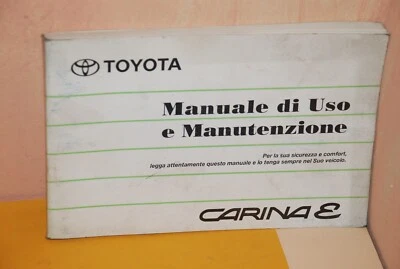 TOYOTA
Manuale di Uso
e Manutenzione
Per la sua sicurezza e comfort,
legga attentamente questo manuale e lo tenga sempre nel Suo veicolo.
CARINA E